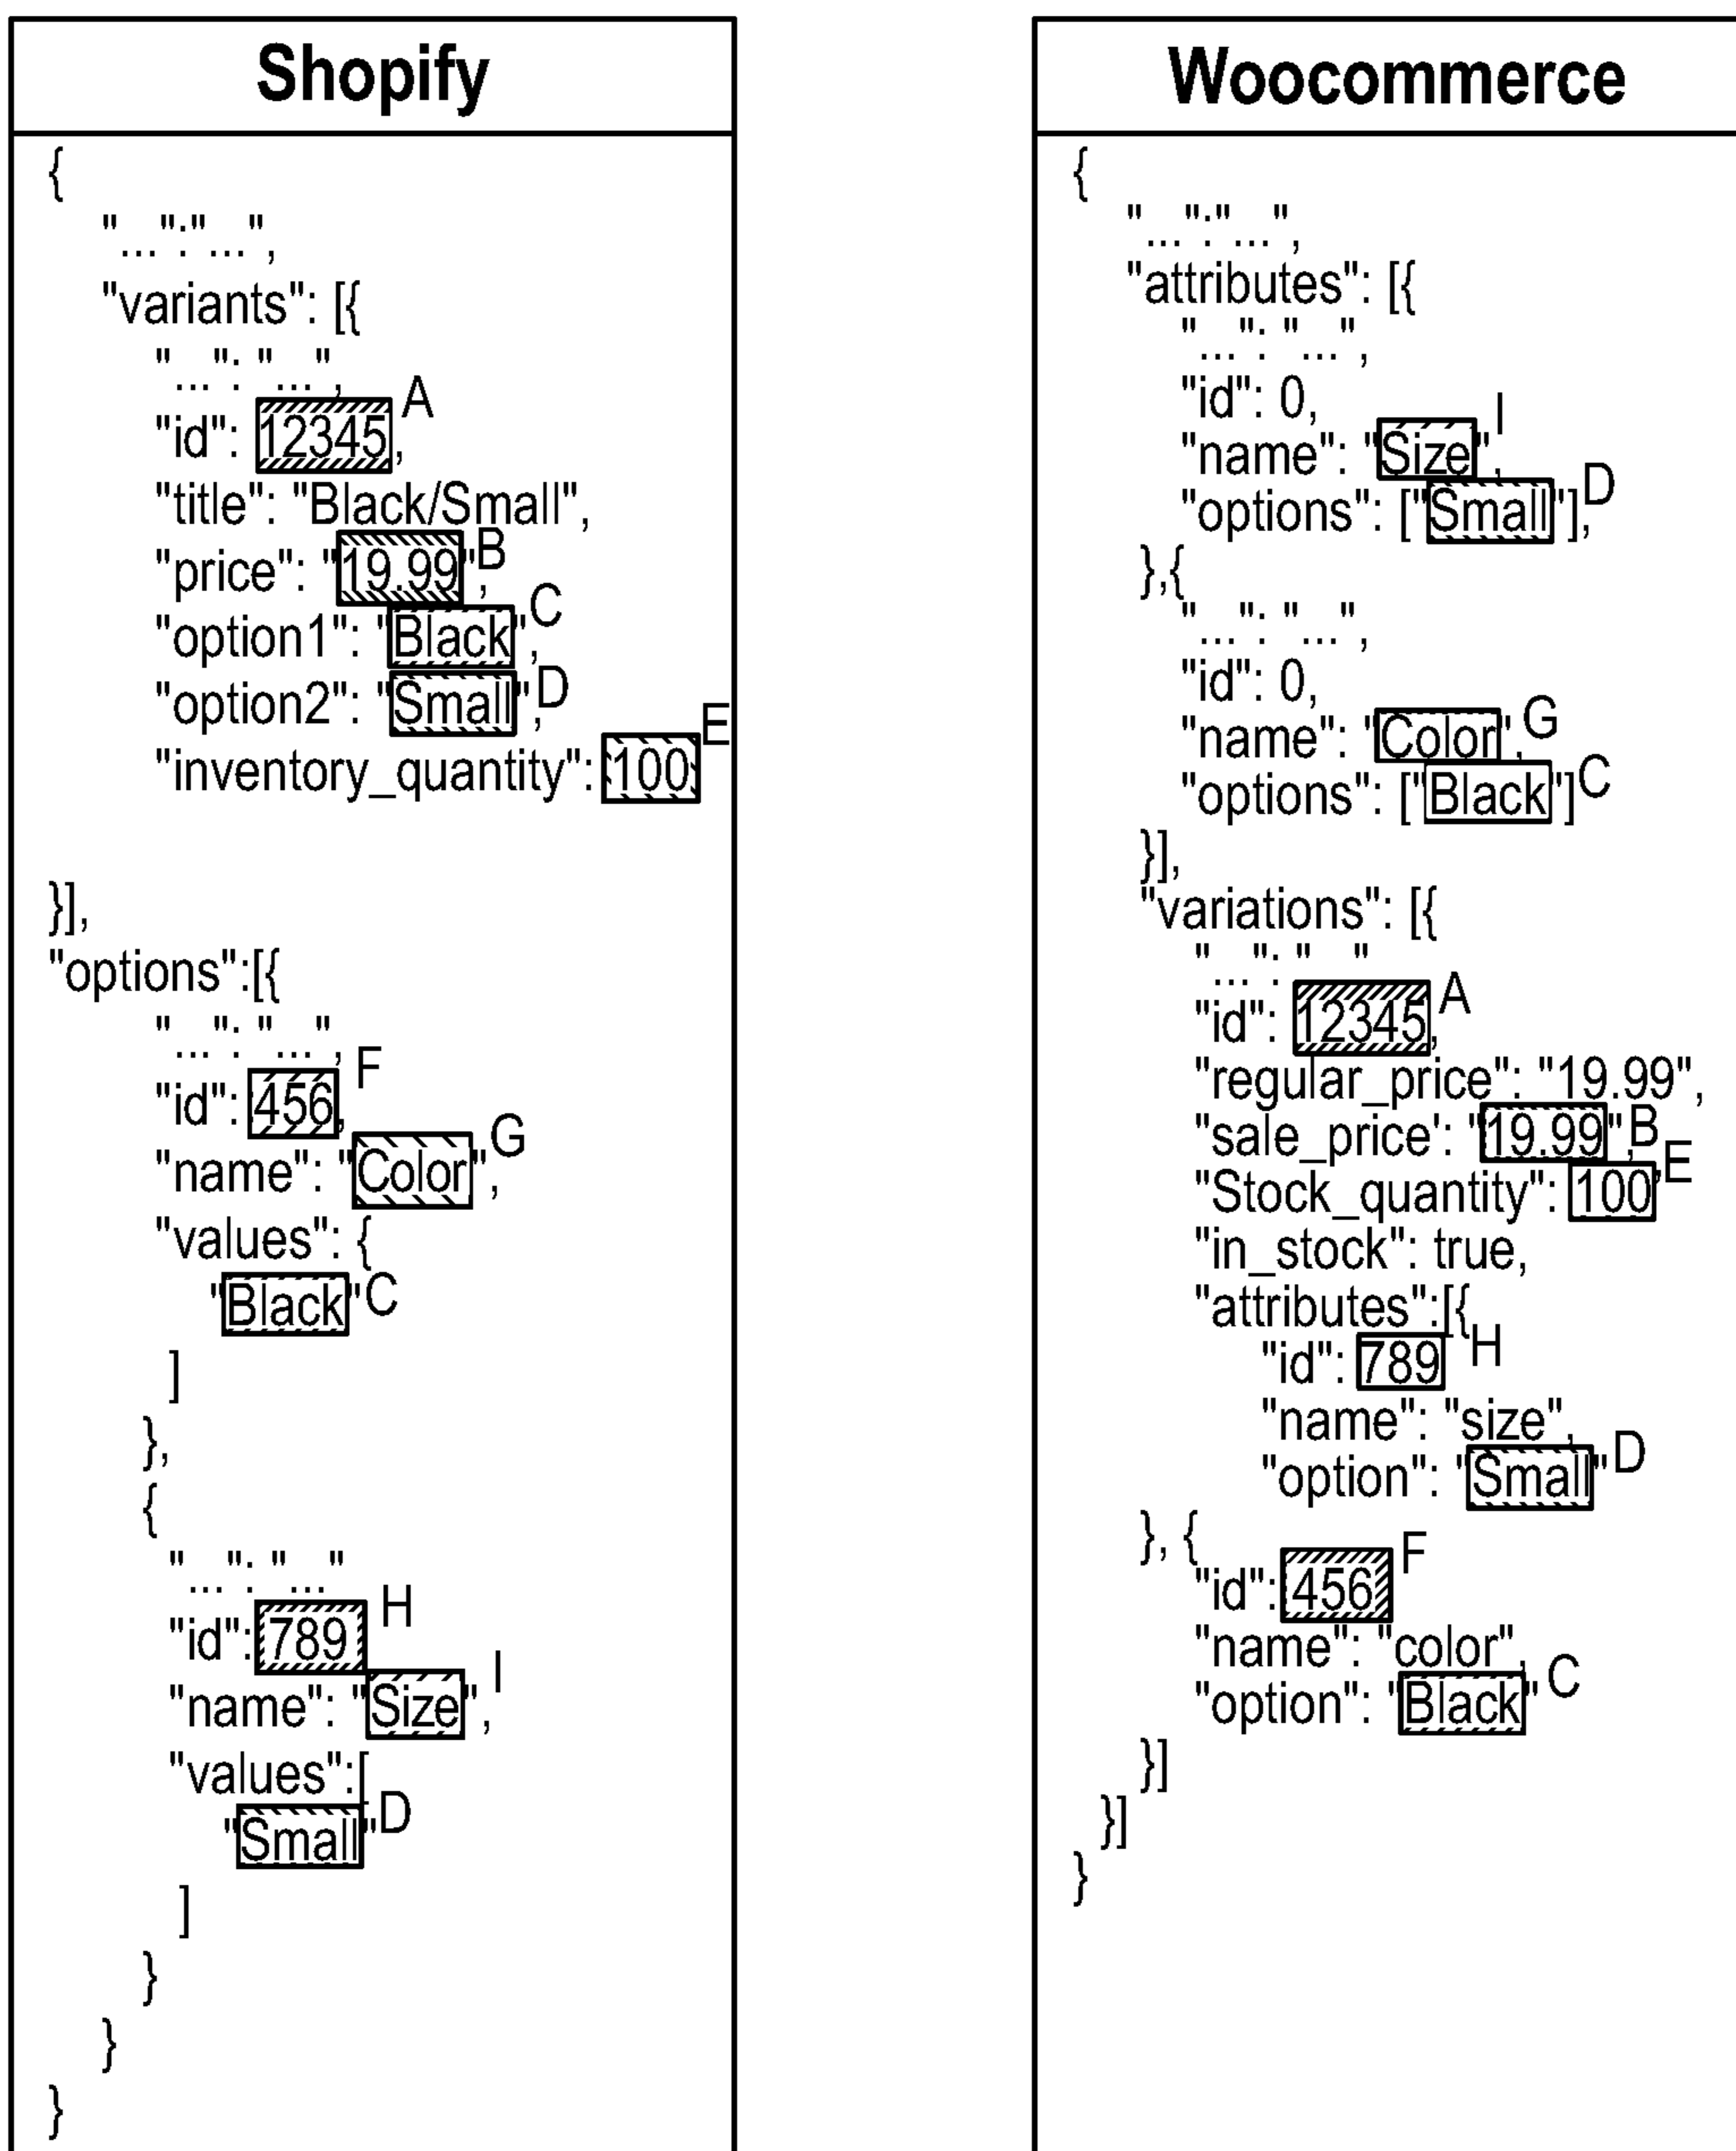 Shopify
{
"...":"...",
"variants": [{
"...": "...",
"id": 12345, A
"title": "Black/Small",
"price": "19.99", B
"option1": "Black", C
"option2": "Small", D
"inventory_quantity": 100 E
}],
"options":[{
"...": "...",
"id": 456, F
"name": "Color", G
"values": {
"Black" C
]
},
{
"...": "..."
"id": 789 H
"name": "Size", I
"values":[
"Small" D
]
}
}
}
Woocommerce
{
"...":"...",
"attributes": [{
"...": "...",
"id": 0,
"name": "Size", I
"options": ["Small"], D
},{
"...": "...",
"id": 0,
"name": "Color", G
"options": ["Black"] C
}],
"variations": [{
"...": "..."
"id": 12345, A
"regular_price": "19.99",
"sale_price': "19.99", B
"Stock_quantity": 100, E
"in_stock": true,
"attributes":[{
"id": 789 H
"name": "size",
"option": "Small" D
}, {
"id": 456 F
"name": "color",
"option": "Black" C
}]
}]
}